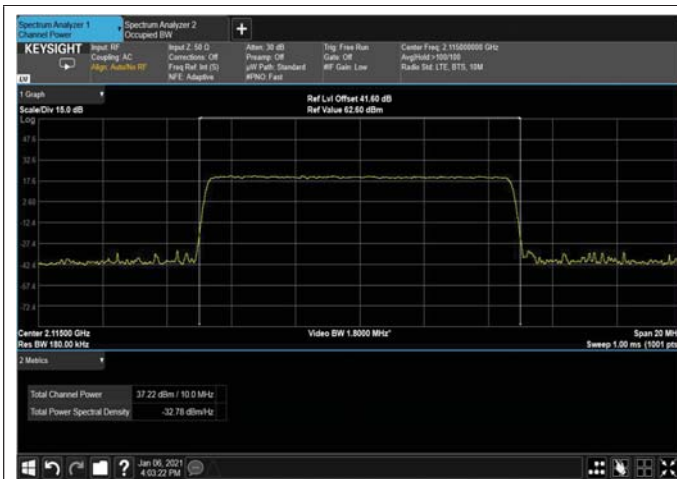 Spectrum Analyzer 1
Channel Power
Spectrum Analyzer 2
Occupied BW
+
KEYSIGHT
Input: RF
Coupling: AC
Align: Auto/No RF
Input Z: 50 Ω
Corrections: Off
Freq Ref: Int (S)
NFE: Adaptive
Atten: 30 dB
Preamp: Off
µW Path: Standard
#PNO: Fast
Trig: Free Run
Gate: Off
#IF Gain: Low
Center Freq: 2.115000000 GHz
Avg|Hold:>100/100
Radio Std: LTE, BTS, 10M
1 Graph
Scale/Div 15.0 dB
Ref Lvl Offset 41.60 dB
Ref Value 62.60 dBm
Log
47.6
32.6
17.6
2.60
-12.4
-27.4
-42.4
-57.4
-72.4
Center 2.11500 GHz
Video BW 1.8000 MHz*
Span 20 MH
Res BW 180.00 kHz
Sweep 1.00 ms (1001 pts
2 Metrics
Total Channel Power 37.22 dBm / 10.0 MHz
Total Power Spectral Density -32.78 dBm/Hz
?
Jan 06, 2021
4:03:22 PM